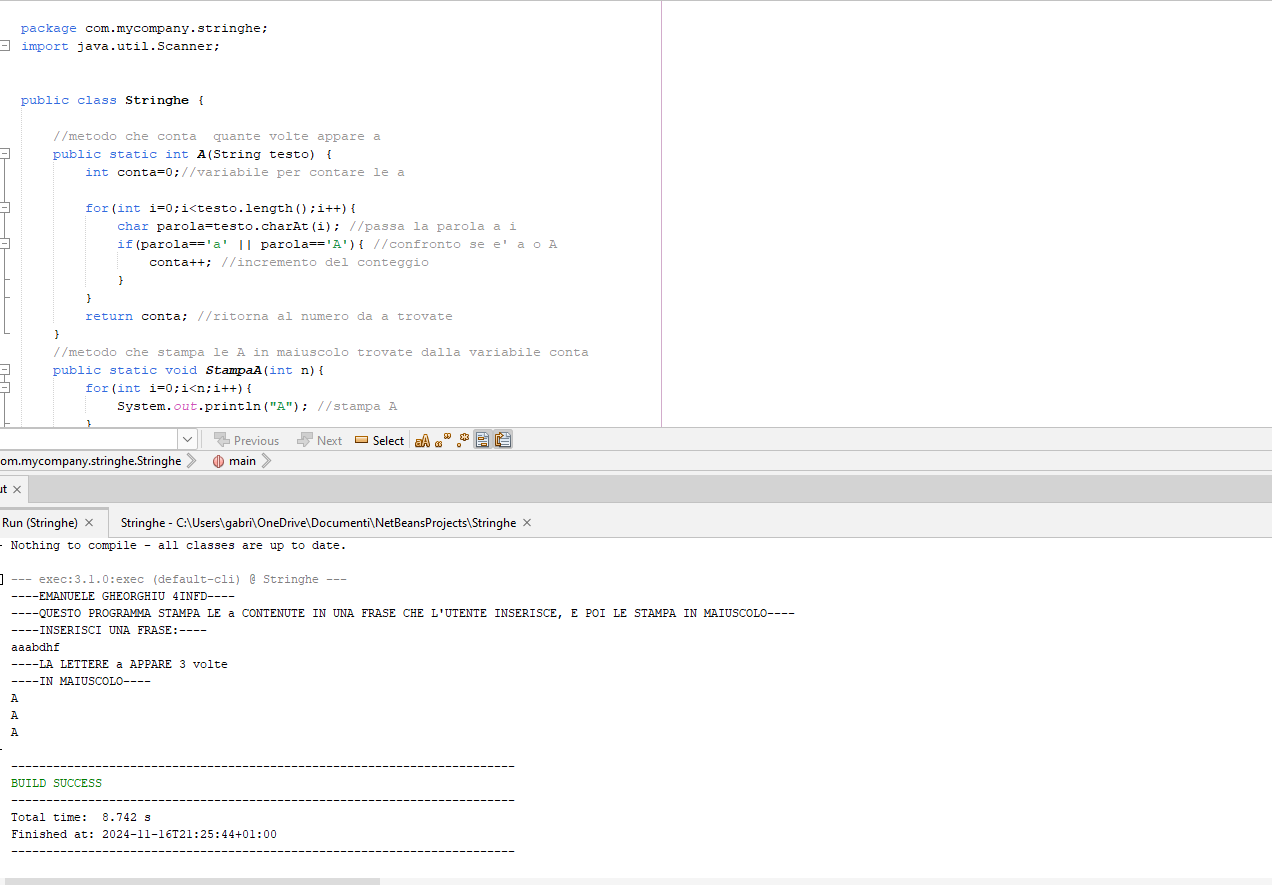 package com.mycompany.stringhe;
import java.util.Scanner;
public class Stringhe {
//metodo che conta  quante volte appare a
public static int A(String testo) {
int conta=0;//variabile per contare le a
for(int i=0;i<testo.length();i++){
char parola=testo.charAt(i); //passa la parola a i
if(parola=='a' || parola=='A'){ //confronto se e' a o A
conta++; //incremento del conteggio
}
}
return conta; //ritorna al numero da a trovate
}
//metodo che stampa le A in maiuscolo trovate dalla variabile conta
public static void StampaA(int n){
for(int i=0;i<n;i++){
System.out.println("A"); //stampa A
}
Previous Next Select
om.mycompany.stringhe.Stringhe main
ut
Run (Stringhe) Stringhe - C:\Users\gabri\OneDrive\Documenti\NetBeansProjects\Stringhe
- Nothing to compile - all classes are up to date.
--- exec:3.1.0:exec (default-cli) @ Stringhe ---
----EMANUELE GHEORGHIU 4INFD----
----QUESTO PROGRAMMA STAMPA LE a CONTENUTE IN UNA FRASE CHE L'UTENTE INSERISCE, E POI LE STAMPA IN MAIUSCOLO----
----INSERISCI UNA FRASE:----
aaabdhf
----LA LETTERE a APPARE 3 volte
----IN MAIUSCOLO----
A
A
A
------------------------------------------------------------------------
BUILD SUCCESS
------------------------------------------------------------------------
Total time:  8.742 s
Finished at: 2024-11-16T21:25:44+01:00
------------------------------------------------------------------------